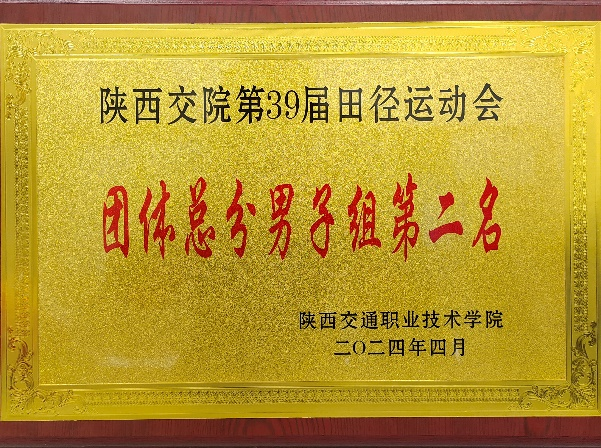 陕西交院第39届田径运动会
团体总分男子组第二名
陕西交通职业技术学院
二〇二四年四月